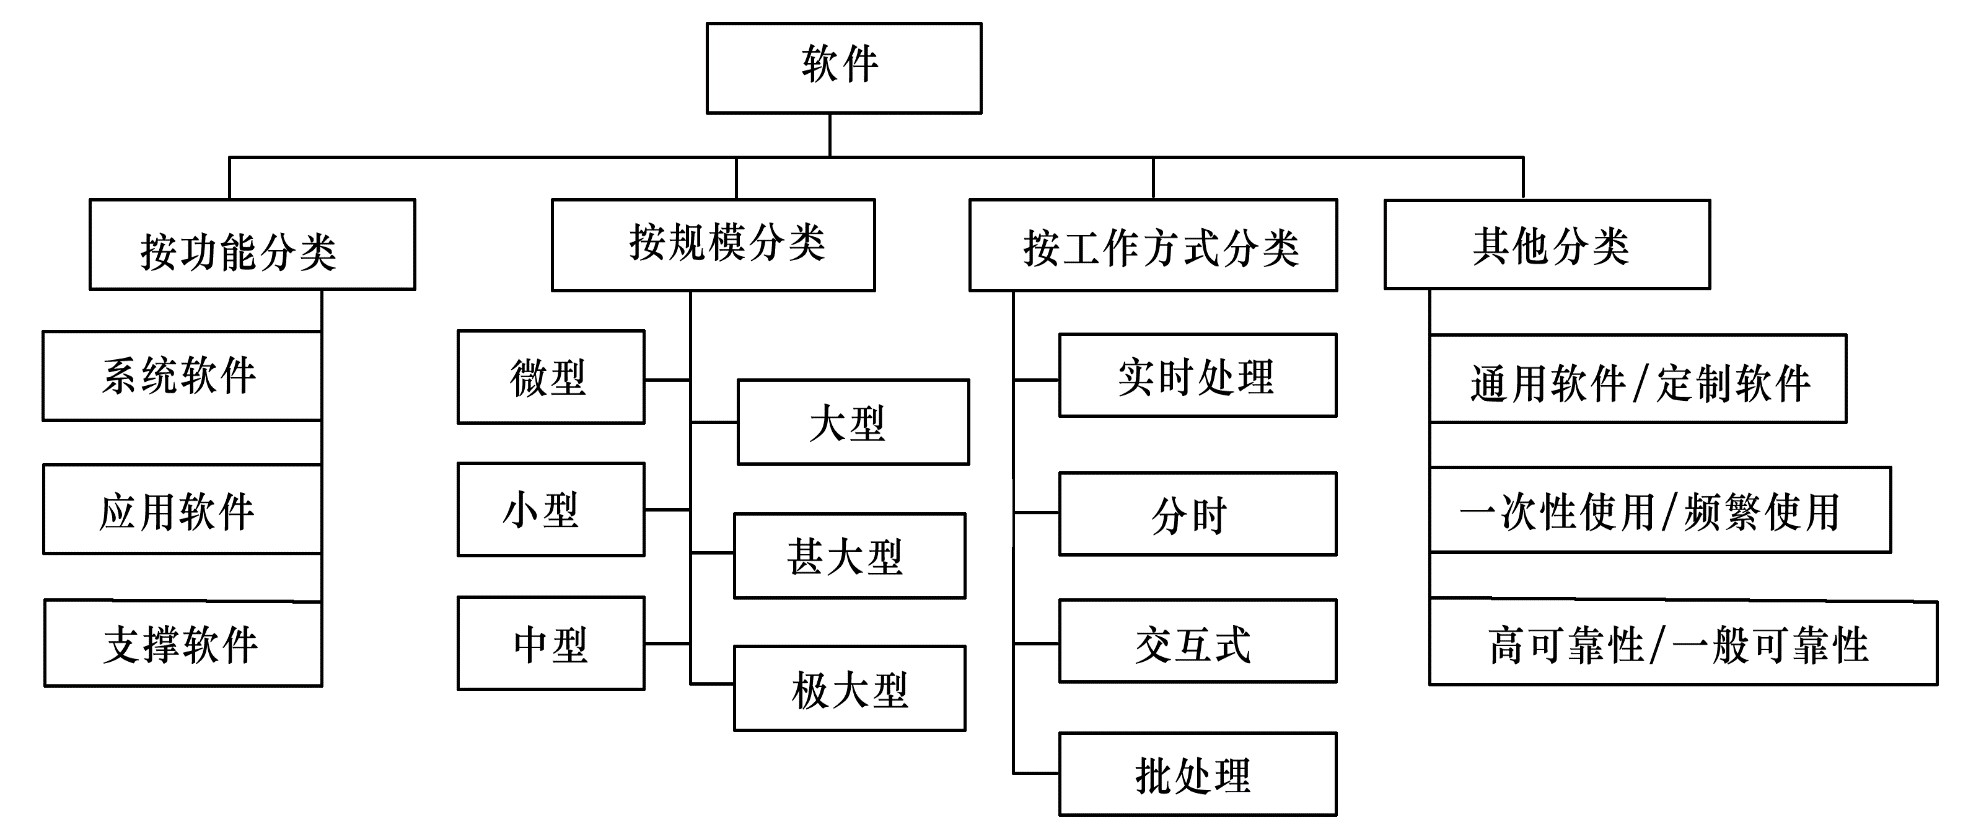 软件
按功能分类
系统软件
应用软件
支撑软件
按规模分类
微型
小型
中型
大型
甚大型
极大型
按工作方式分类
实时处理
分时
交互式
批处理
其他分类
通用软件/定制软件
一次性使用/频繁使用
高可靠性/一般可靠性